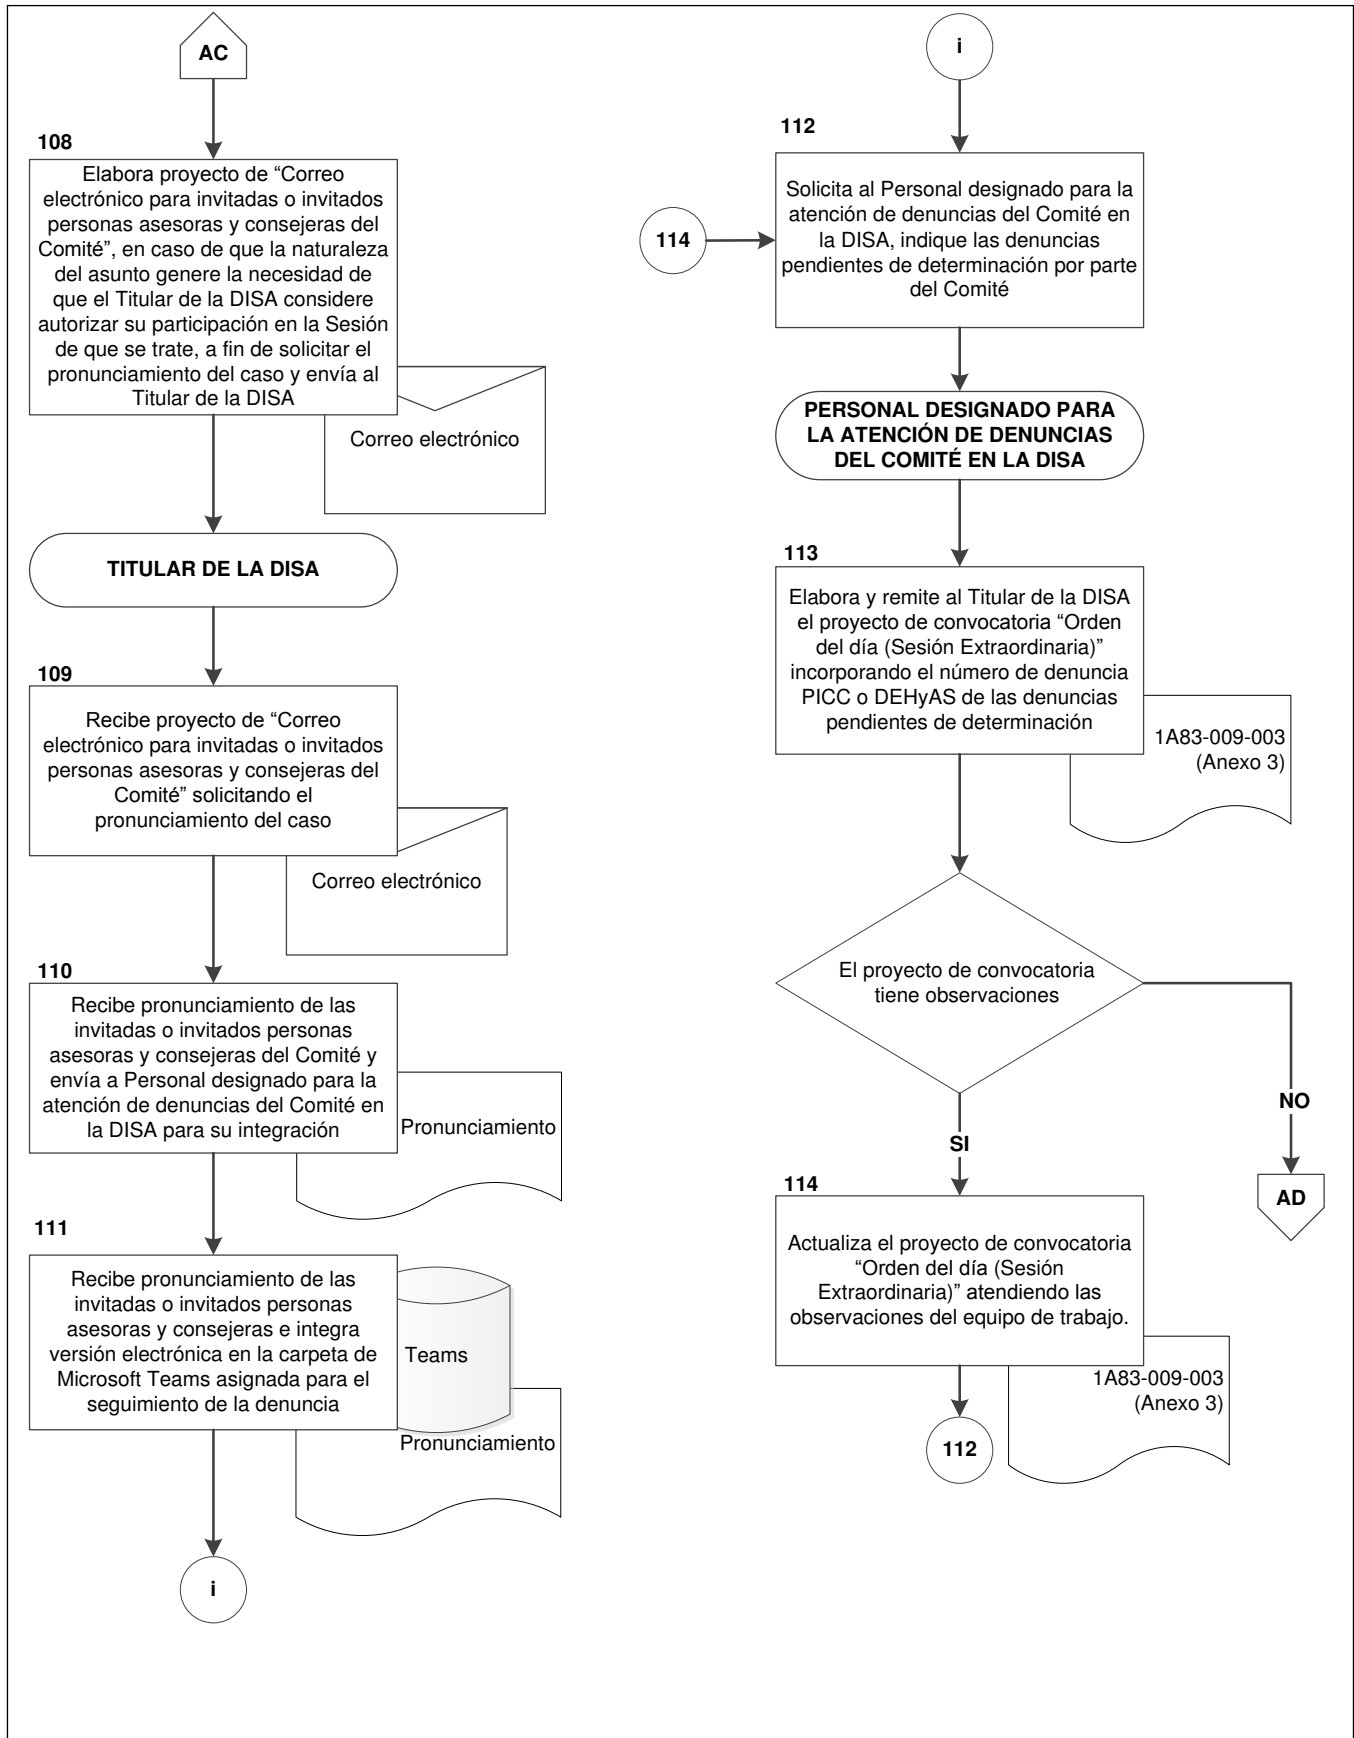 AC
108
Elabora proyecto de “Correo
electrónico para invitadas o invitados
personas asesoras y consejeras del
Comité”, en caso de que la naturaleza
del asunto genere la necesidad de
que el Titular de la DISA considere
autorizar su participación en la Sesión
de que se trate, a fin de solicitar el
pronunciamiento del caso y envía al
Titular de la DISA
Correo electrónico
TITULAR DE LA DISA
109
Recibe proyecto de “Correo
electrónico para invitadas o invitados
personas asesoras y consejeras del
Comité” solicitando el
pronunciamiento del caso
Correo electrónico
110
Recibe pronunciamiento de las
invitadas o invitados personas
asesoras y consejeras del Comité y
envía a Personal designado para la
atención de denuncias del Comité en
la DISA para su integración
Pronunciamiento
111
Recibe pronunciamiento de las
invitadas o invitados personas
asesoras y consejeras e integra
versión electrónica en la carpeta de
Microsoft Teams asignada para el
seguimiento de la denuncia
Teams
Pronunciamiento
i
i
112
Solicita al Personal designado para la
atención de denuncias del Comité en
la DISA, indique las denuncias
pendientes de determinación por parte
del Comité
114
PERSONAL DESIGNADO PARA
LA ATENCIÓN DE DENUNCIAS
DEL COMITÉ EN LA DISA
113
Elabora y remite al Titular de la DISA
el proyecto de convocatoria “Orden
del día (Sesión Extraordinaria)”
incorporando el número de denuncia
PICC o DEHyAS de las denuncias
pendientes de determinación
1A83-009-003
(Anexo 3)
El proyecto de convocatoria
tiene observaciones
NO
SI
AD
114
Actualiza el proyecto de convocatoria
“Orden del día (Sesión
Extraordinaria)” atendiendo las
observaciones del equipo de trabajo.
1A83-009-003
(Anexo 3)
112